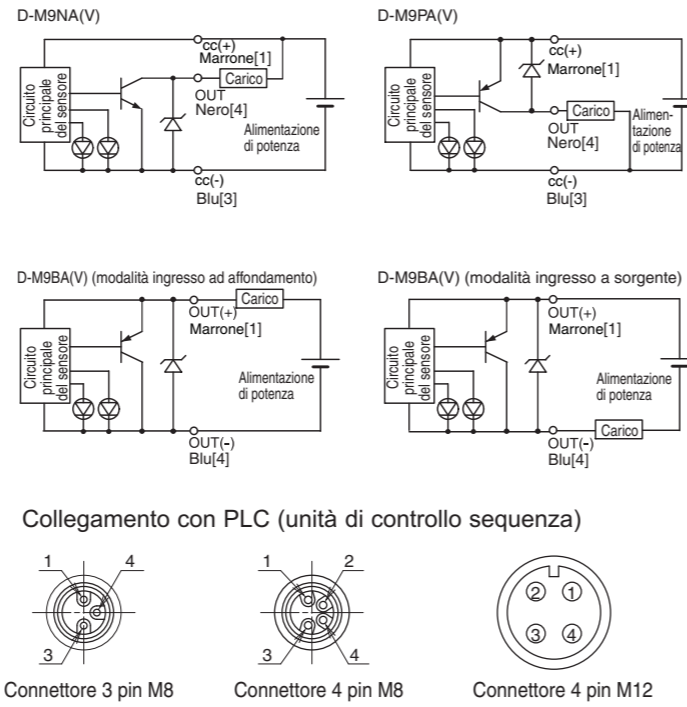 D-M9NA(V)
cc(+)
Marrone[1]
Carico
OUT
Nero[4]
Circuito
principale
del sensore
Alimentazione
di potenza
cc(-)
Blu[3]
D-M9PA(V)
cc(+)
Marrone[1]
Carico
OUT
Nero[4]
Circuito
principale
del sensore
Alimen-
tazione
di potenza
cc(-)
Blu[3]
D-M9BA(V) (modalità ingresso ad affondamento)
Carico
OUT(+)
Marrone[1]
Circuito
principale
del sensore
Alimentazione
di potenza
OUT(-)
Blu[4]
D-M9BA(V) (modalità ingresso a sorgente)
OUT(+)
Marrone[1]
Circuito
principale
del sensore
Alimentazione
di potenza
Carico
OUT(-)
Blu[4]
Collegamento con PLC (unità di controllo sequenza)
1 4
3
Connettore 3 pin M8
1 2
3 4
Connettore 4 pin M8
2 1
3 4
Connettore 4 pin M12